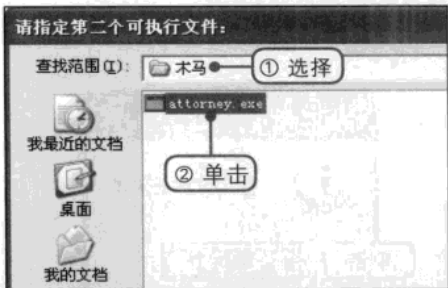 请指定第二个可执行文件:
查找范围(I):
木马
① 选择
attorney.exe
我最近的文档
② 单击
桌面
我的文档